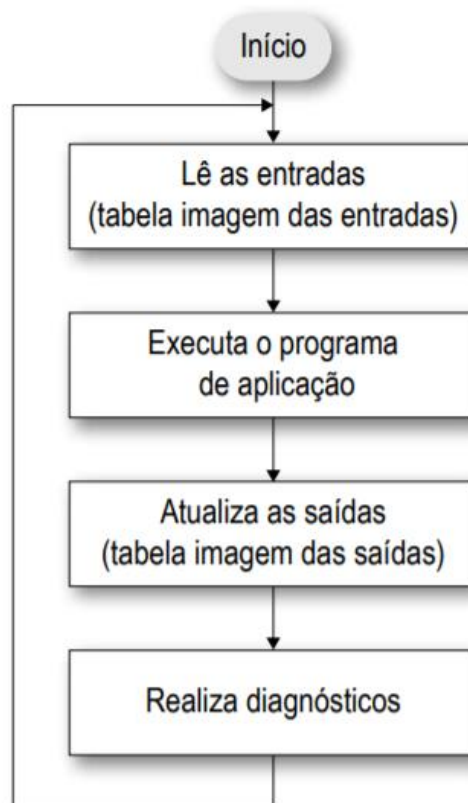 Início
Lê as entradas
(tabela imagem das entradas)
Executa o programa
de aplicação
Atualiza as saídas
(tabela imagem das saídas)
Realiza diagnósticos